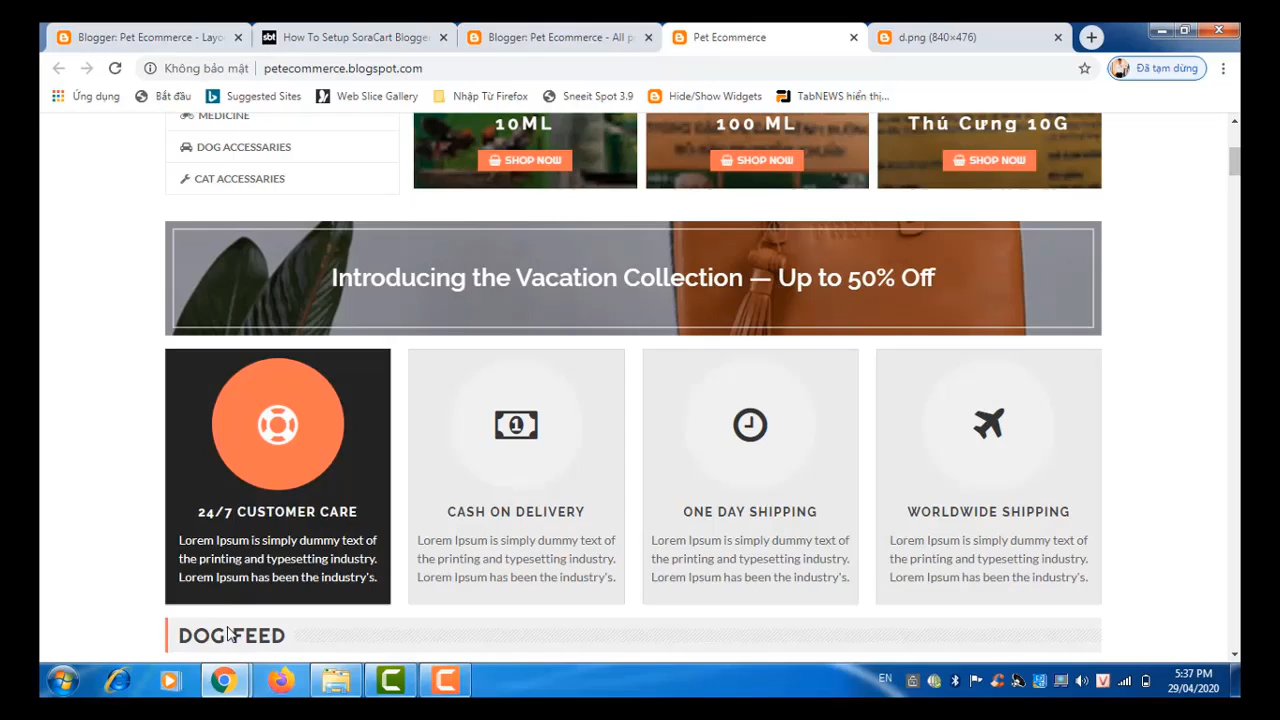 Blogger: Pet Ecommerce - Layo
How To Setup SoraCart Blogger
Blogger: Pet Ecommerce - All p
Pet Ecommerce
d.png (840×476)
Không bảo mật
petecommerce.blogspot.com
Đã tạm dừng
Ứng dụng
Bắt đầu
Suggested Sites
Web Slice Gallery
Nhập Từ Firefox
Sneeit Spot 3.9
Hide/Show Widgets
TabNEWS hiển thị...
MEDICINE
DOG ACCESSARIES
CAT ACCESSARIES
10ML
SHOP NOW
100 ML
SHOP NOW
Thú Cưng 10G
SHOP NOW
Introducing the Vacation Collection — Up to 50% Off
24/7 CUSTOMER CARE
Lorem Ipsum is simply dummy text of
the printing and typesetting industry.
Lorem Ipsum has been the industry's.
CASH ON DELIVERY
Lorem Ipsum is simply dummy text of
the printing and typesetting industry.
Lorem Ipsum has been the industry's.
ONE DAY SHIPPING
Lorem Ipsum is simply dummy text of
the printing and typesetting industry.
Lorem Ipsum has been the industry's.
WORLDWIDE SHIPPING
Lorem Ipsum is simply dummy text of
the printing and typesetting industry.
Lorem Ipsum has been the industry's.
DOG FEED
EN
5:37 PM
29/04/2020